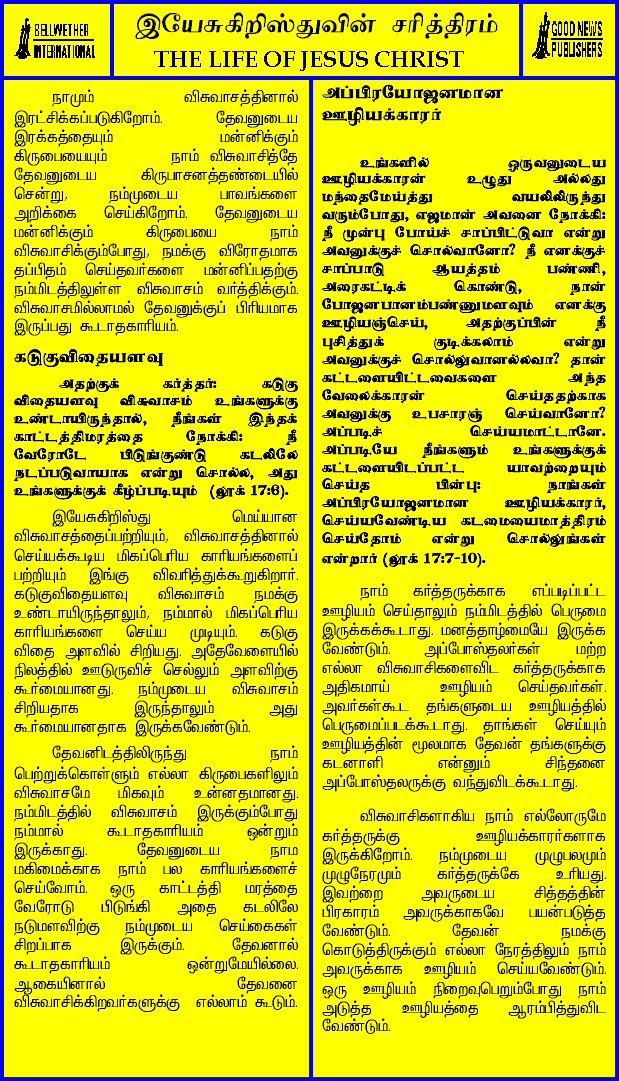 BELLWETHER
INTERNATIONAL
இயேசுகிறிஸ்துவின் சரித்திரம்
THE LIFE OF JESUS CHRIST
GOOD NEWS
PUBLISHERS
நாமும் விசுவாசத்தினால்
இரட்சிக்கப்படுகிறோம். தேவனுடைய
இரக்கத்தையும் மன்னிக்கும்
கிருபையையும் நாம் விசுவாசித்தே
தேவனுடைய கிருபாசனத்தண்டையில்
சென்று, நம்முடைய பாவங்களை
அறிக்கை செய்கிறோம். தேவனுடைய
மன்னிக்கும் கிருபையை நாம்
விசுவாசிக்கும்போது, நமக்கு விரோதமாக
தப்பிதம் செய்தவர்களை மன்னிப்பதற்கு
நம்மிடத்திலுள்ள விசுவாசம் வர்த்திக்கும்.
விசுவாசமில்லாமல் தேவனுக்குப் பிரியமாக
இருப்பது கூடாதகாரியம்.
கடுகுவிதையளவு
அதற்குக் கர்த்தர்: கடுகு
விதையளவு விசுவாசம் உங்களுக்கு
உண்டாயிருந்தால், நீங்கள் இந்தக்
காட்டத்திமரத்தை நோக்கி: நீ
வேரோடே பிடுங்குண்டு கடலிலே
நடப்படுவாயாக என்று சொல்ல, அது
உங்களுக்குக் கீழ்ப்படியும் (லூக் 17:6).
இயேசுகிறிஸ்து மெய்யான
விசுவாசத்தைப்பற்றியும், விசுவாசத்தினால்
செய்யக்கூடிய மிகப்பெரிய காரியங்களைப்
பற்றியும் இங்கு விவரித்துக்கூறுகிறார்.
கடுகுவிதையளவு விசுவாசம் நமக்கு
உண்டாயிருந்தாலும், நம்மால் மிகப்பெரிய
காரியங்களை செய்ய முடியும். கடுகு
விதை அளவில் சிறியது. அதேவேளையில்
நிலத்தில் ஊடுருவிச் செல்லும் அளவிற்கு
கூர்மையானது. நம்முடைய விசுவாசம்
சிறியதாக இருந்தாலும் அது
கூர்மையானதாக இருக்கவேண்டும்.
தேவனிடத்திலிருந்து நாம்
பெற்றுக்கொள்ளும் எல்லா கிருபைகளிலும்
விசுவாசமே மிகவும் உன்னதமானது.
நம்மிடத்தில் விசுவாசம் இருக்கும்போது
நம்மால் கூடாதகாரியம் ஒன்றும்
இருக்காது. தேவனுடைய நாம
மகிமைக்காக நாம் பல காரியங்களைச்
செய்வோம். ஒரு காட்டத்தி மரத்தை
வேரோடு பிடுங்கி அதை கடலிலே
நடுமளவிற்கு நம்முடைய செய்கைகள்
சிறப்பாக இருக்கும். தேவனால்
கூடாதகாரியம் ஒன்றுமேயில்லை.
ஆகையினால் தேவனை
விசுவாசிக்கிறவர்களுக்கு எல்லாம் கூடும்.
அப்பிரயோஜனமான
ஊழியக்காரர்
உங்களில் ஒருவனுடைய
ஊழியக்காரன் உழுது அல்லது
மந்தைமேய்த்து வயலிலிருந்து
வரும்போது, எஜமான் அவனை நோக்கி:
நீ முன்பு போய்ச் சாப்பிட்டுவா என்று
அவனுக்குச் சொல்வானோ? நீ எனக்குச்
சாப்பாடு ஆயத்தம் பண்ணி,
அரைகட்டிக் கொண்டு, நான்
போஜனபானம்பண்ணுமளவும் எனக்கு
ஊழியஞ்செய், அதற்குப்பின் நீ
புசித்துக் குடிக்கலாம் என்று
அவனுக்குச் சொல்லுவானல்லவா? தான்
கட்டளையிட்டவைகளை அந்த
வேலைக்காரன் செய்ததற்காக
அவனுக்கு உபசாரஞ் செய்வானோ?
அப்படிச் செய்யமாட்டானே.
அப்படியே நீங்களும் உங்களுக்குக்
கட்டளையிடப்பட்ட யாவற்றையும்
செய்த பின்பு: நாங்கள்
அப்பிரயோஜனமான ஊழியக்காரர்,
செய்யவேண்டிய கடமையைமாத்திரம்
செய்தோம் என்று சொல்லுங்கள்
என்றார் (லூக் 17:7-10).
நாம் கர்த்தருக்காக எப்படிப்பட்ட
ஊழியம் செய்தாலும் நம்மிடத்தில் பெருமை
இருக்கக்கூடாது. மனத்தாழ்மையே இருக்க
வேண்டும். அப்போஸ்தலர்கள் மற்ற
எல்லா விசுவாசிகளைவிட கர்த்தருக்காக
அதிகமாய் ஊழியம் செய்தவர்கள்.
அவர்கள்கூட தங்களுடைய ஊழியத்தில்
பெருமைப்படக்கூடாது. தாங்கள் செய்யும்
ஊழியத்தின் மூலமாக தேவன் தங்களுக்கு
கடனாளி என்னும் சிந்தனை
அப்போஸ்தலருக்கு வந்துவிடக்கூடாது.
விசுவாசிகளாகிய நாம் எல்லோருமே
கர்த்தருக்கு ஊழியக்காரர்களாக
இருக்கிறோம். நம்முடைய முழுபலமும்
முழுநேரமும் கர்த்தருக்கே உரியது.
இவற்றை அவருடைய சித்தத்தின்
பிரகாரம் அவருக்காகவே பயன்படுத்த
வேண்டும். தேவன் நமக்கு
கொடுத்திருக்கும் எல்லா நேரத்திலும் நாம்
அவருக்காக ஊழியம் செய்யவேண்டும்.
ஒரு ஊழியம் நிறைவுபெறும்போது நாம்
அடுத்த ஊழியத்தை ஆரம்பித்துவிட
வேண்டும்.